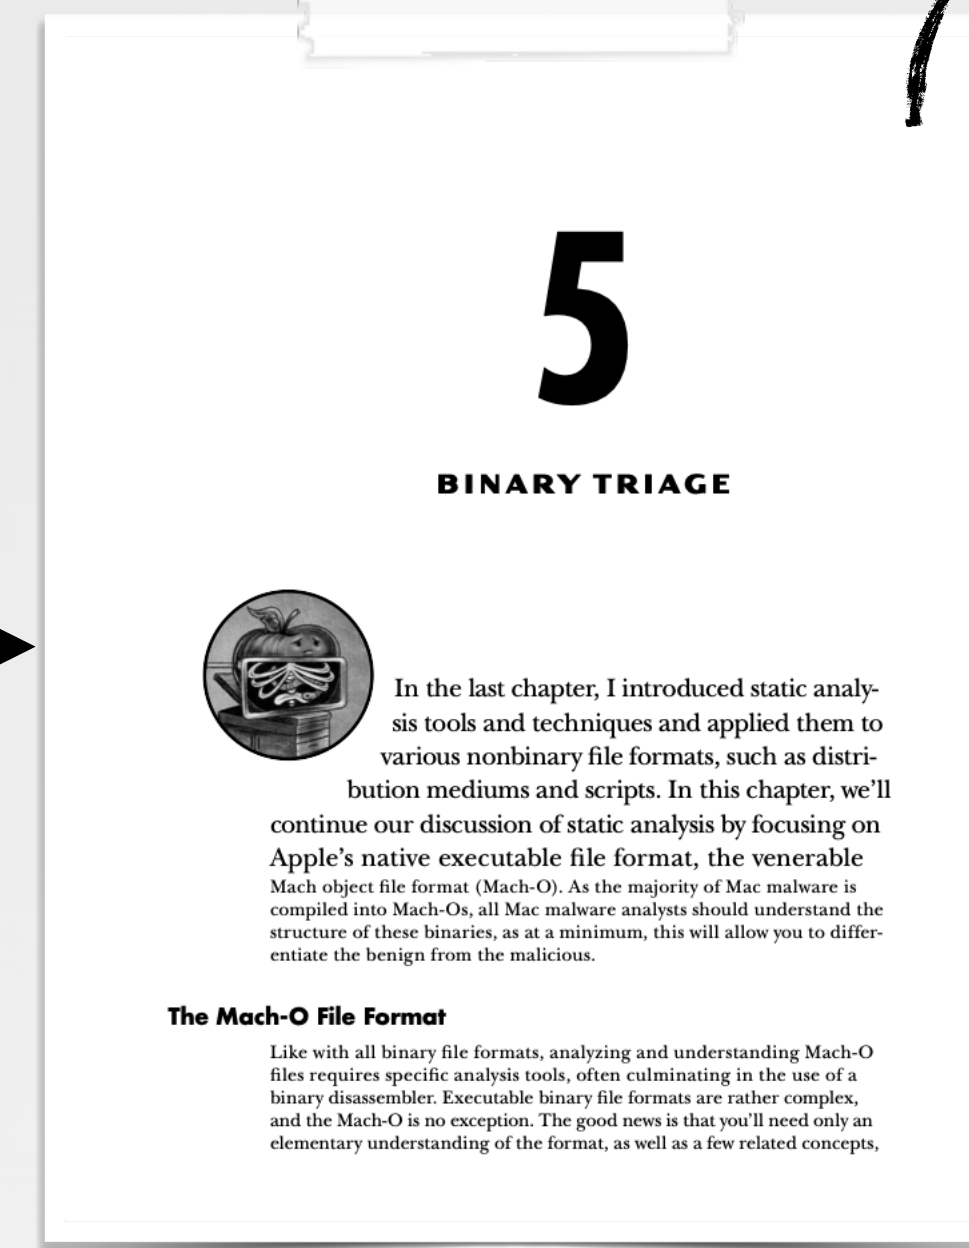 5
BINARY TRIAGE
In the last chapter, I introduced static analy-
sis tools and techniques and applied them to
various nonbinary file formats, such as distri-
bution mediums and scripts. In this chapter, we’ll
continue our discussion of static analysis by focusing on
Apple’s native executable file format, the venerable
Mach object file format (Mach-O). As the majority of Mac malware is
compiled into Mach-Os, all Mac malware analysts should understand the
structure of these binaries, as at a minimum, this will allow you to differ-
entiate the benign from the malicious.
The Mach-O File Format
Like with all binary file formats, analyzing and understanding Mach-O
files requires specific analysis tools, often culminating in the use of a
binary disassembler. Executable binary file formats are rather complex,
and the Mach-O is no exception. The good news is that you’ll need only an
elementary understanding of the format, as well as a few related concepts,